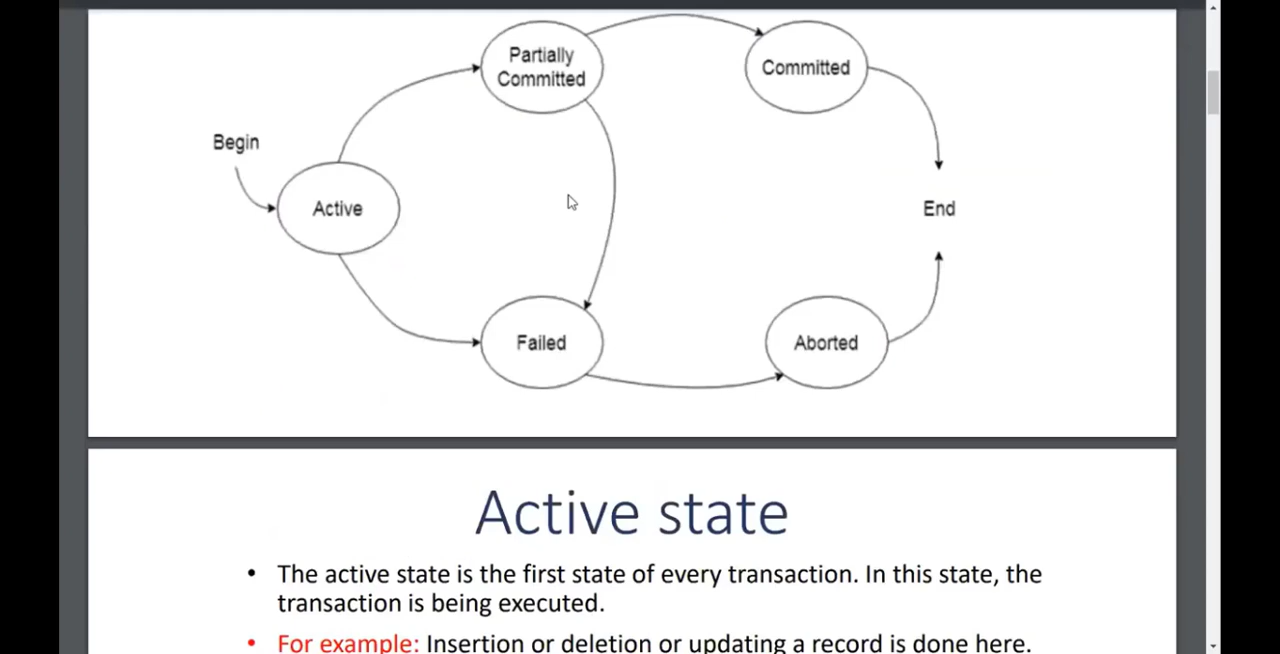 Partially
Committed
Committed
Begin
Active
End
Failed
Aborted
Active state
• The active state is the first state of every transaction. In this state, the
transaction is being executed.
• For example: Insertion or deletion or updating a record is done here.